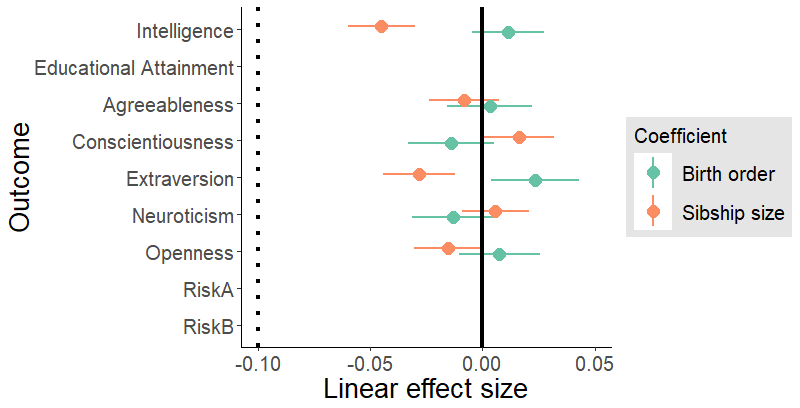 Intelligence
Educational Attainment
Agreeableness
Conscientiousness
Extraversion
Neuroticism
Openness
RiskA
RiskB
Outcome
-0.10 -0.05 0.00 0.05
Linear effect size
Coefficient
Birth order
Sibship size